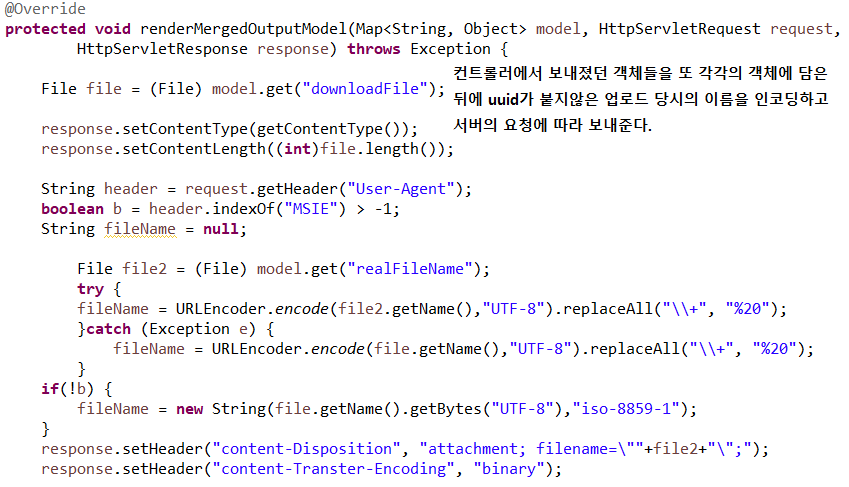 @Override
protected void renderMergedOutputModel(Map<String, Object> model, HttpServletRequest request,
HttpServletResponse response) throws Exception {
File file = (File) model.get("downloadFile");
컨트롤러에서 보내졌던 객체들을 또 각각의 객체에 담은
뒤에 uuid가 붙지않은 업로드 당시의 이름을 인코딩하고
서버의 요청에 따라 보내준다.
response.setContentType(getContentType());
response.setContentLength((int)file.length());
String header = request.getHeader("User-Agent");
boolean b = header.indexOf("MSIE") > -1;
String fileName = null;
File file2 = (File) model.get("realFileName");
try {
fileName = URLEncoder.encode(file2.getName(),"UTF-8").replaceAll("\\+", "%20");
}catch (Exception e) {
fileName = URLEncoder.encode(file.getName(),"UTF-8").replaceAll("\\+", "%20");
}
if(!b) {
fileName = new String(file.getName().getBytes("UTF-8"),"iso-8859-1");
}
response.setHeader("content-Disposition", "attachment; filename=\""+file2+"\";");
response.setHeader("content-Transter-Encoding", "binary");